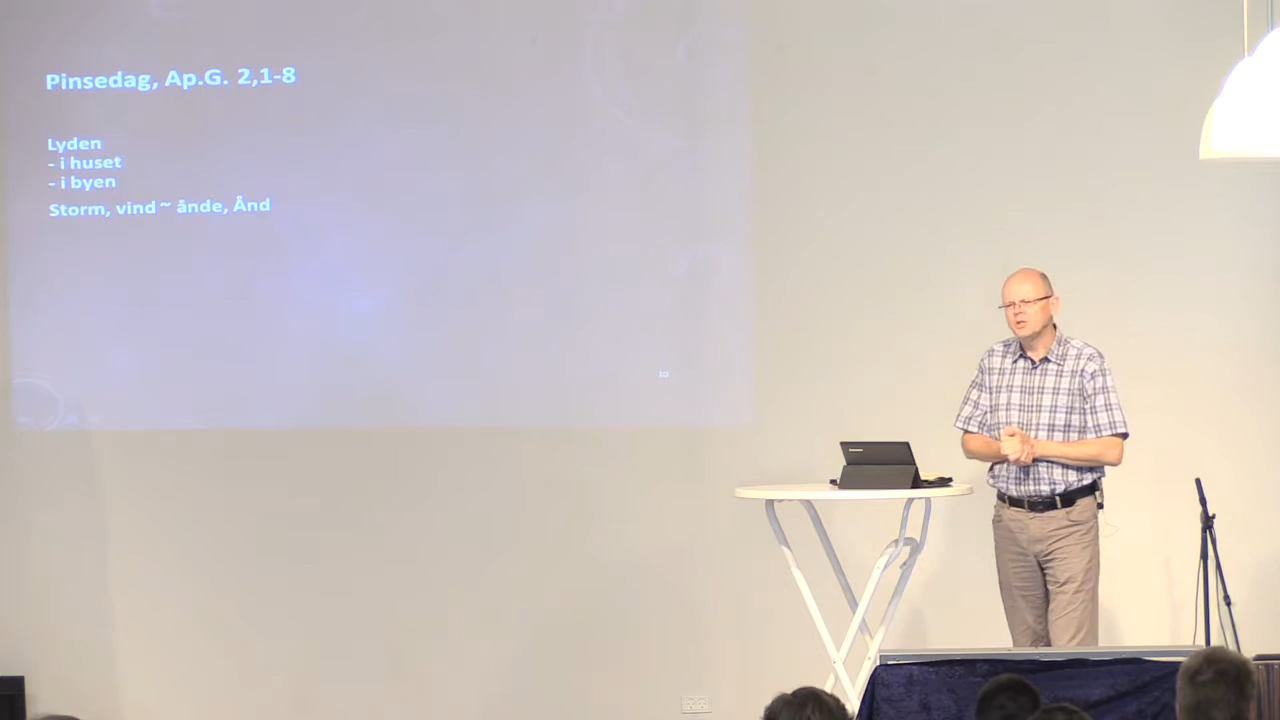 Pinsedag, Ap.G. 2,1-8
Lyden
- i huset
- i byen
Storm, vind ~ ånde, Ånd